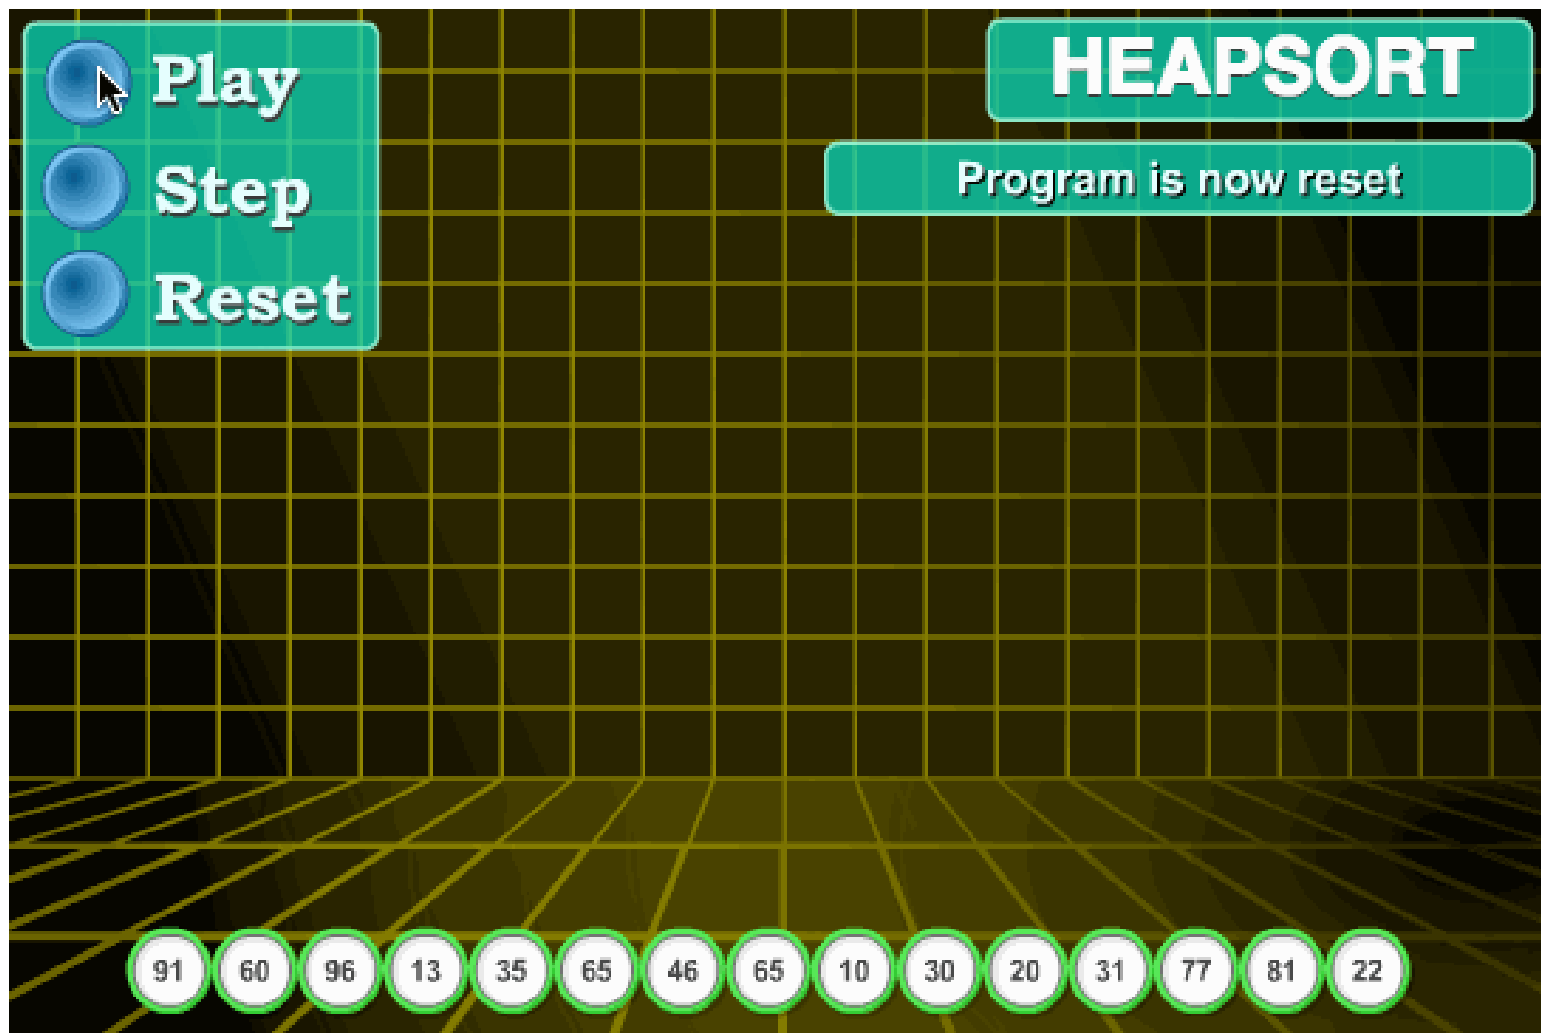 Play
Step
Reset
HEAPSORT
Program is now reset
91 60 96 13 35 65 46 65 10 30 20 31 77 81 22